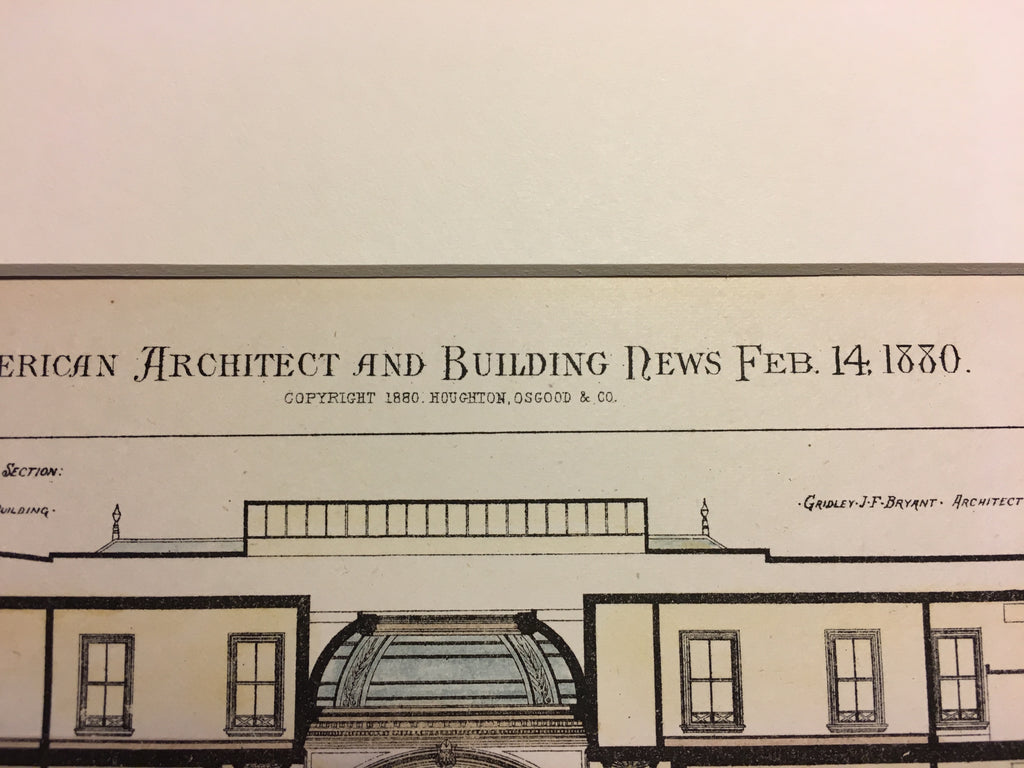 ERICAN ARCHITECT AND BUILDING NEWS FEB. 14, 1880.
COPYRIGHT 1880. HOUGHTON, OSGOOD & CO.
SECTION:
UILDING·
·GRIDLEY·J·F·BRYANT· ARCHITECT